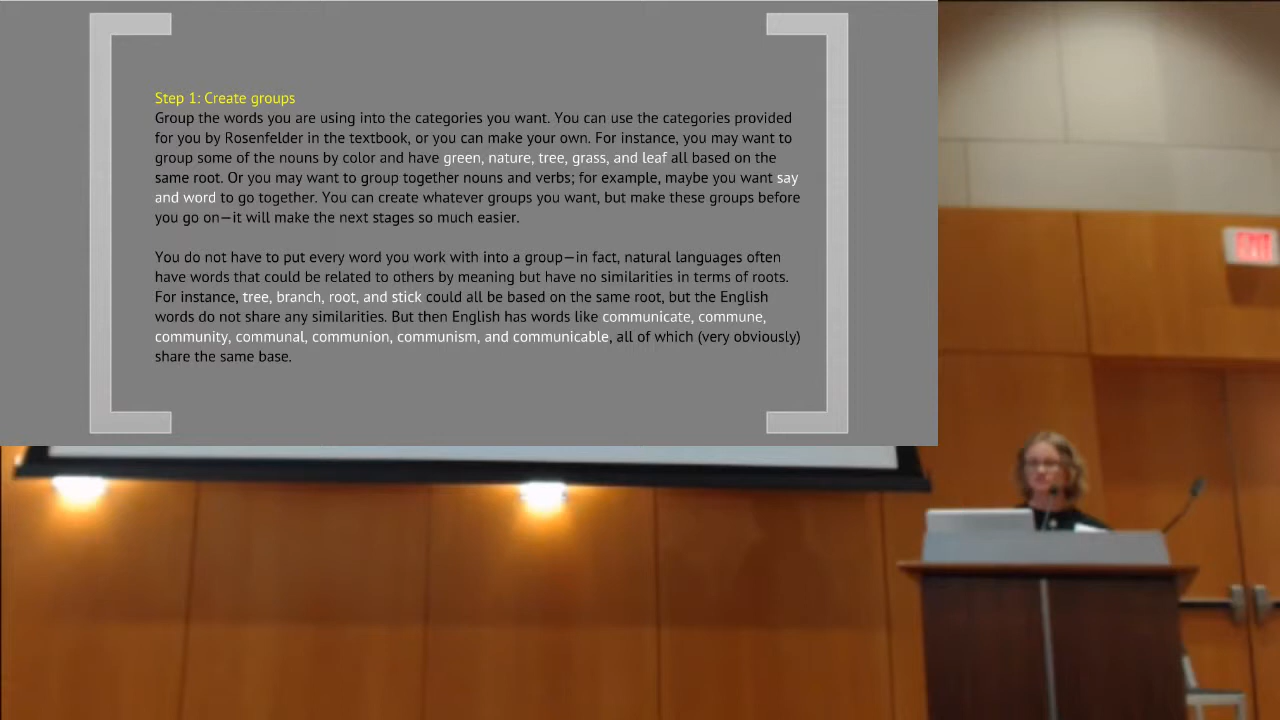 Step 1: Create groups
Group the words you are using into the categories you want. You can use the categories provided
for you by Rosenfelder in the textbook, or you can make your own. For instance, you may want to
group some of the nouns by color and have green, nature, tree, grass, and leaf all based on the
same root. Or you may want to group together nouns and verbs; for example, maybe you want say
and word to go together. You can create whatever groups you want, but make these groups before
you go on—it will make the next stages so much easier.
You do not have to put every word you work with into a group—in fact, natural languages often
have words that could be related to others by meaning but have no similarities in terms of roots.
For instance, tree, branch, root, and stick could all be based on the same root, but the English
words do not share any similarities. But then English has words like communicate, commune,
community, communal, communion, communism, and communicable, all of which (very obviously)
share the same base.